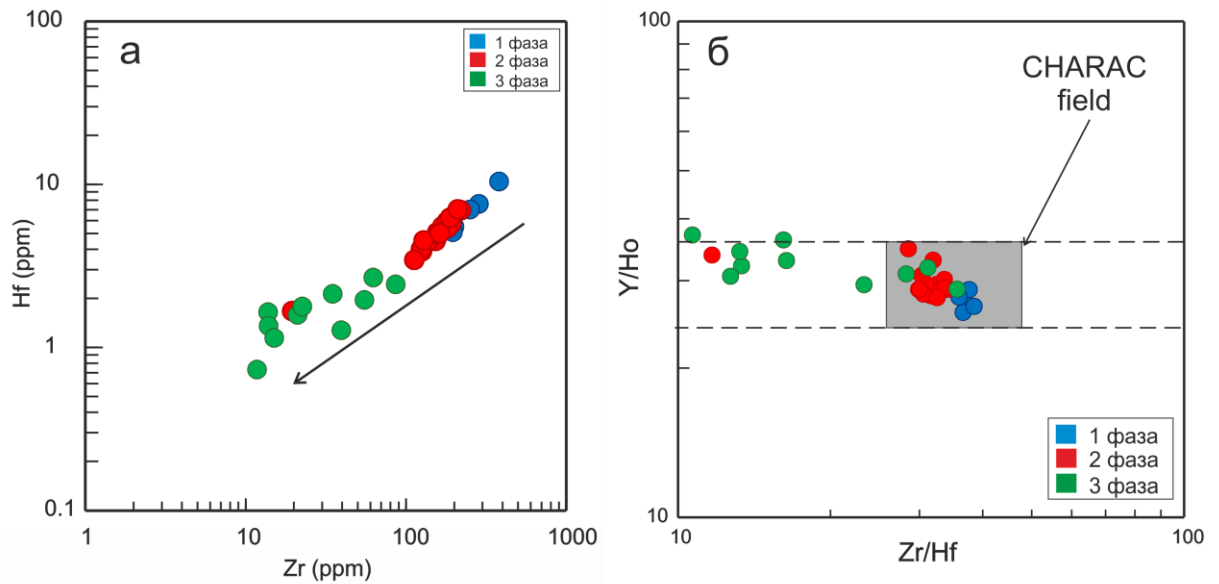 а
1 фаза
2 фаза
3 фаза
100
10
1
0.1
Hf (ppm)
1
10
100
1000
Zr (ppm)
б
CHARAC
field
1 фаза
2 фаза
3 фаза
100
10
Y/Ho
10
100
Zr/Hf